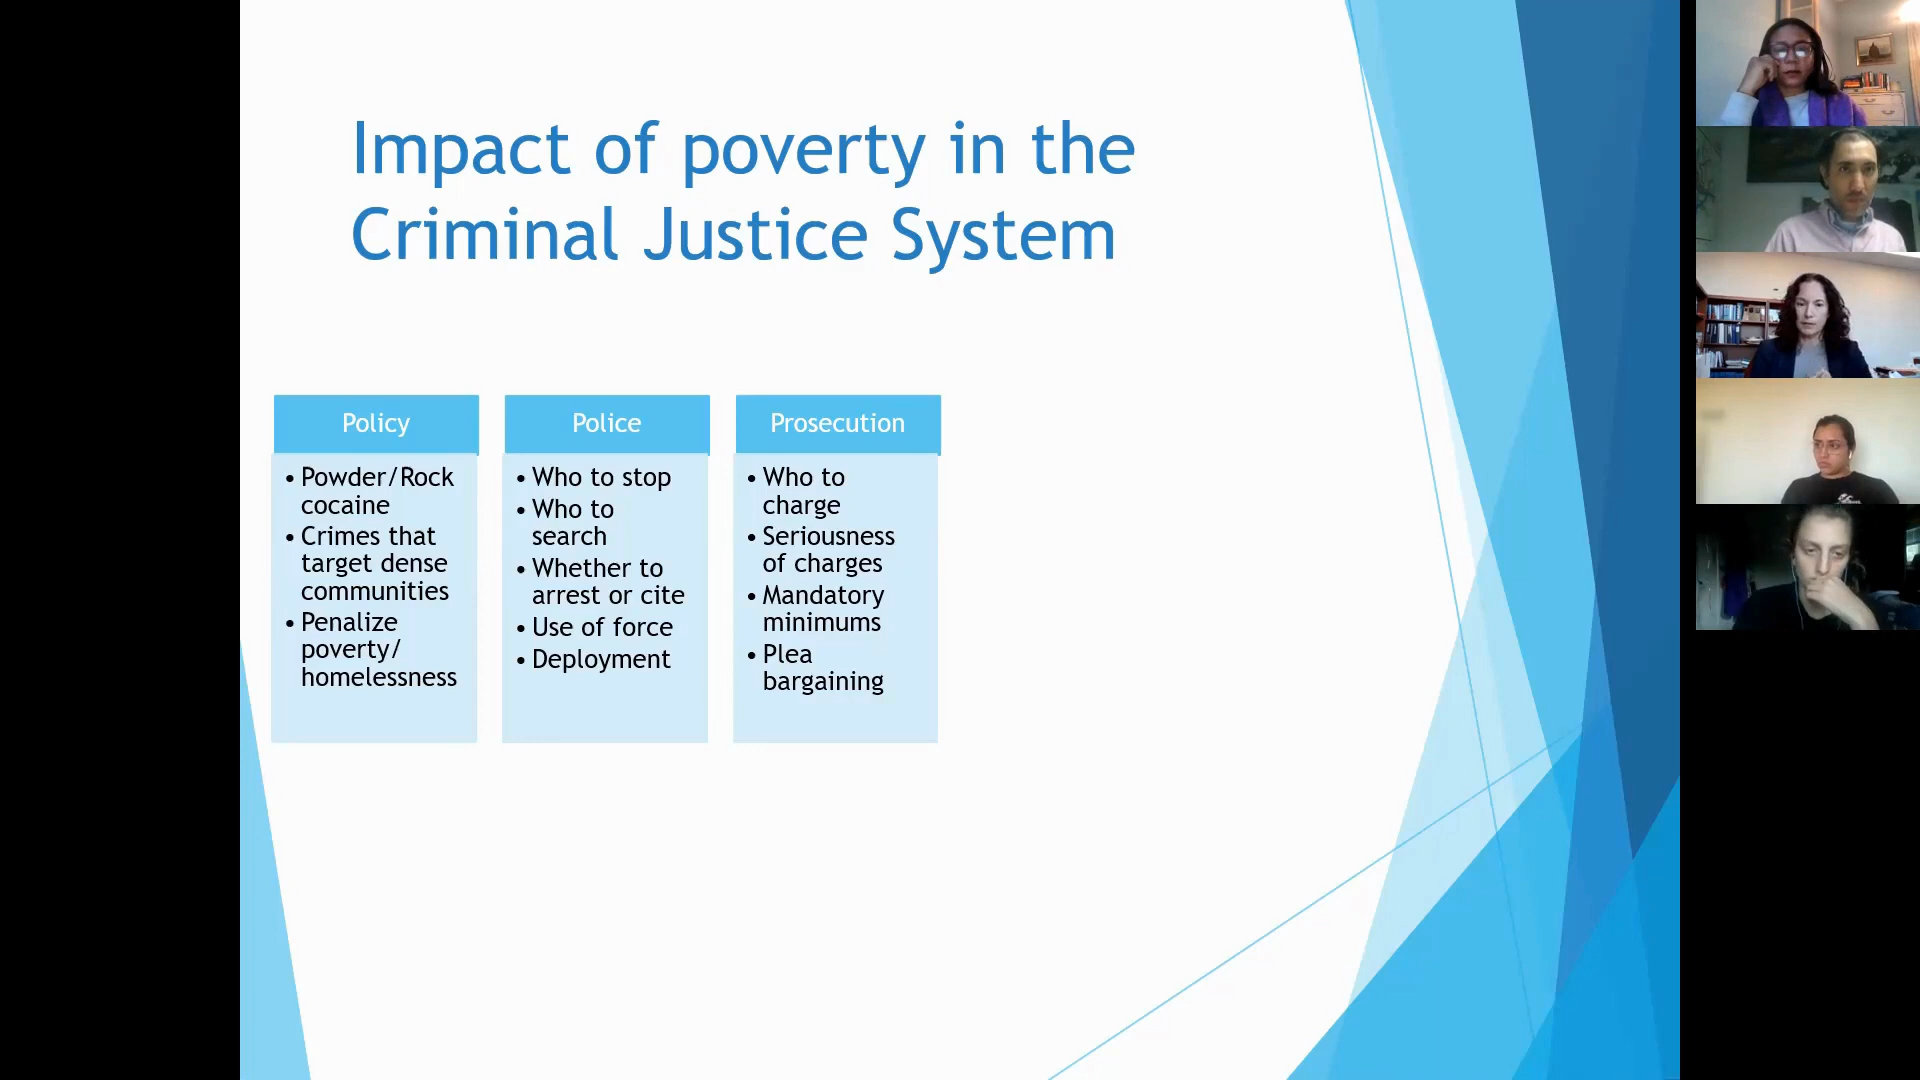 Impact of poverty in the
Criminal Justice System
Policy
• Powder/Rock
cocaine
• Crimes that
target dense
communities
• Penalize
poverty/
homelessness
Police
• Who to stop
• Who to
search
• Whether to
arrest or cite
• Use of force
• Deployment
Prosecution
• Who to
charge
• Seriousness
of charges
• Mandatory
minimums
• Plea
bargaining